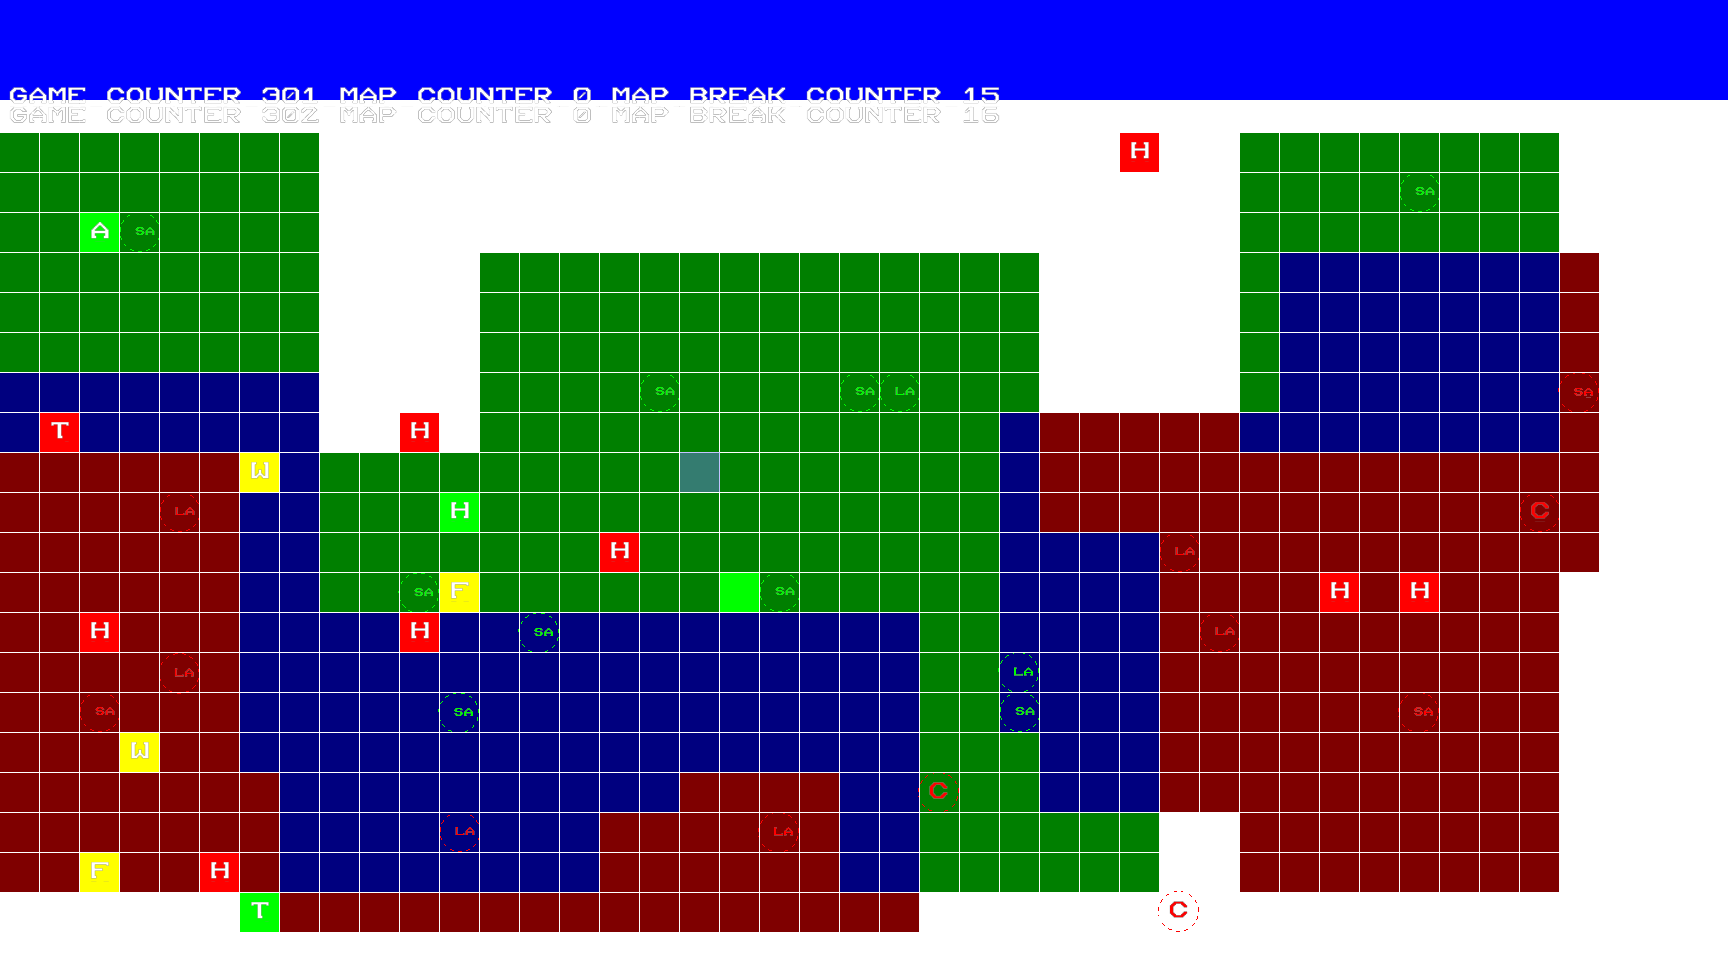 GAME COUNTER 301 MAP COUNTER 0 MAP BREAK COUNTER 15
GAME COUNTER 302 MAP COUNTER 0 MAP BREAK COUNTER 16
H
SA
A SA
SA SA LA SA
T H
W
H LA C
H LA
SA F SA H H
H H SA LA
LA LA
SA SA SA SA
W
C
LA LA
F H
T C